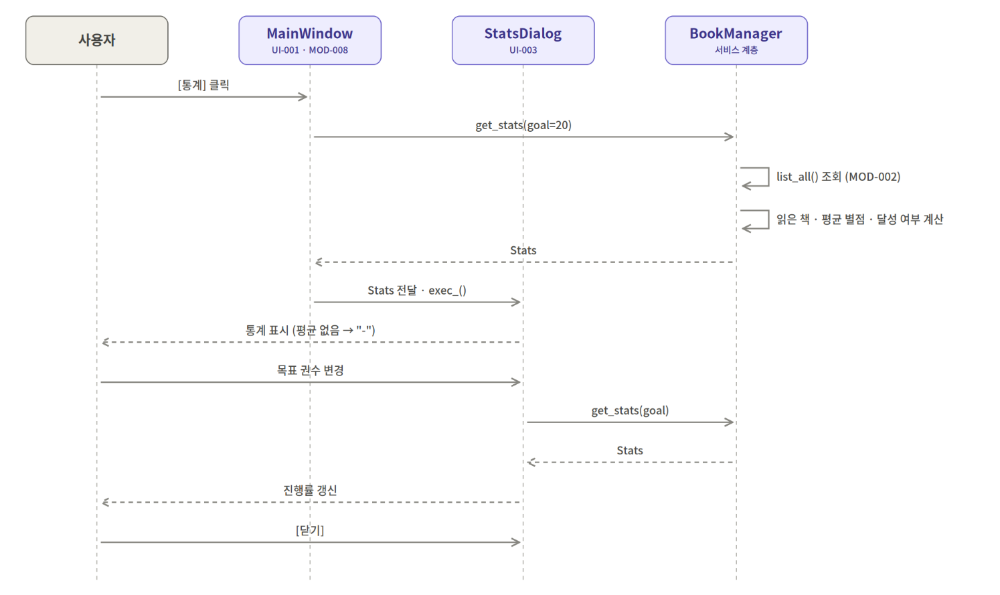 사용자
MainWindow
UI-001 · MOD-008
StatsDialog
UI-003
BookManager
서비스 계층
[통계] 클릭
get_stats(goal=20)
list_all() 조회 (MOD-002)
읽은 책 · 평균 별점 · 달성 여부 계산
Stats
Stats 전달 · exec_()
통계 표시 (평균 없음 → "-")
목표 권수 변경
get_stats(goal)
Stats
진행률 갱신
[닫기]